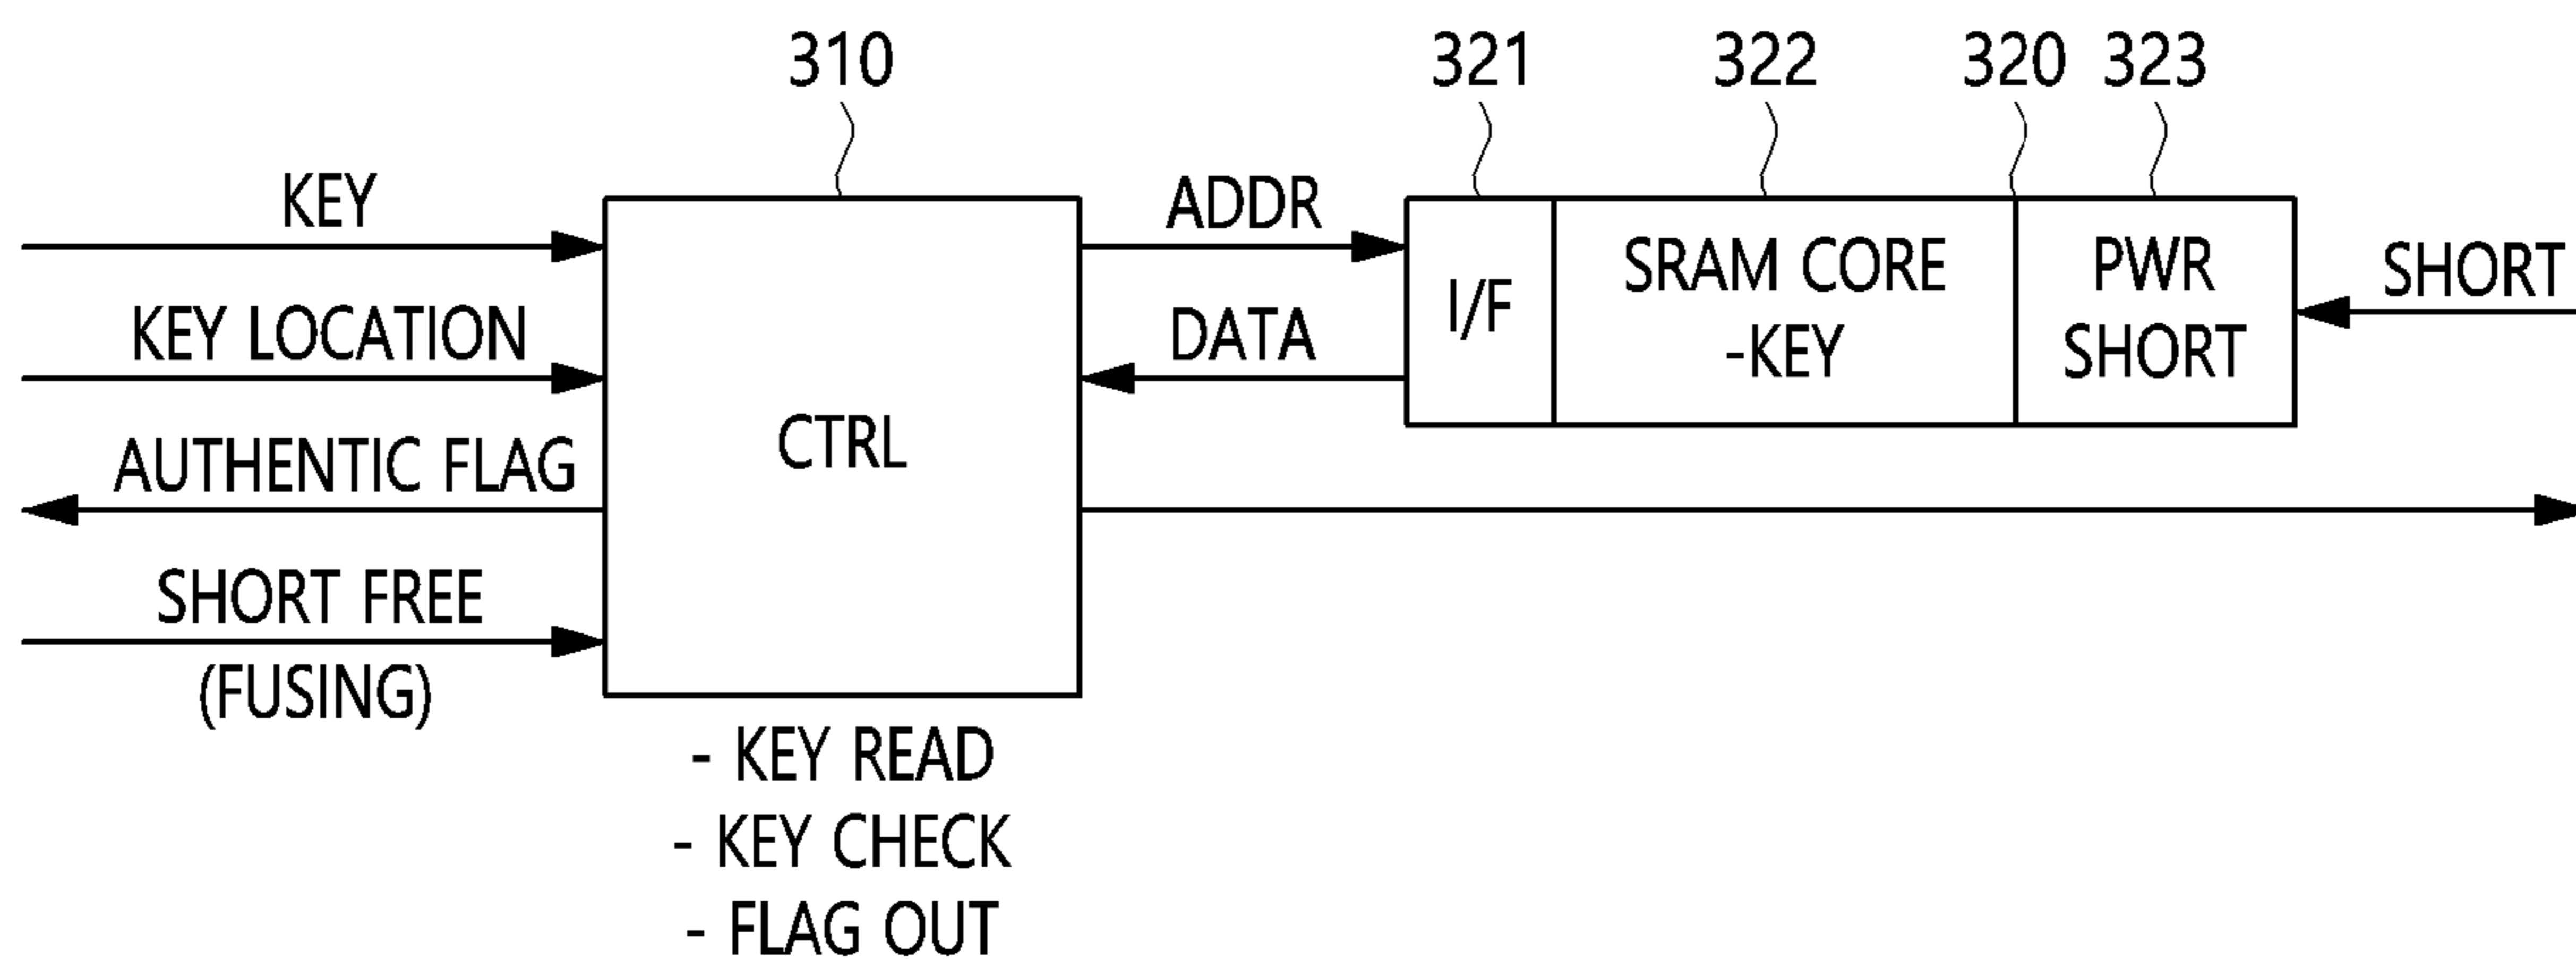 310
321 322 320 323
KEY
ADDR
KEY LOCATION
DATA
AUTHENTIC FLAG
SHORT FREE
(FUSING)
CTRL
I/F
SRAM CORE
-KEY
PWR
SHORT
SHORT
- KEY READ
- KEY CHECK
- FLAG OUT